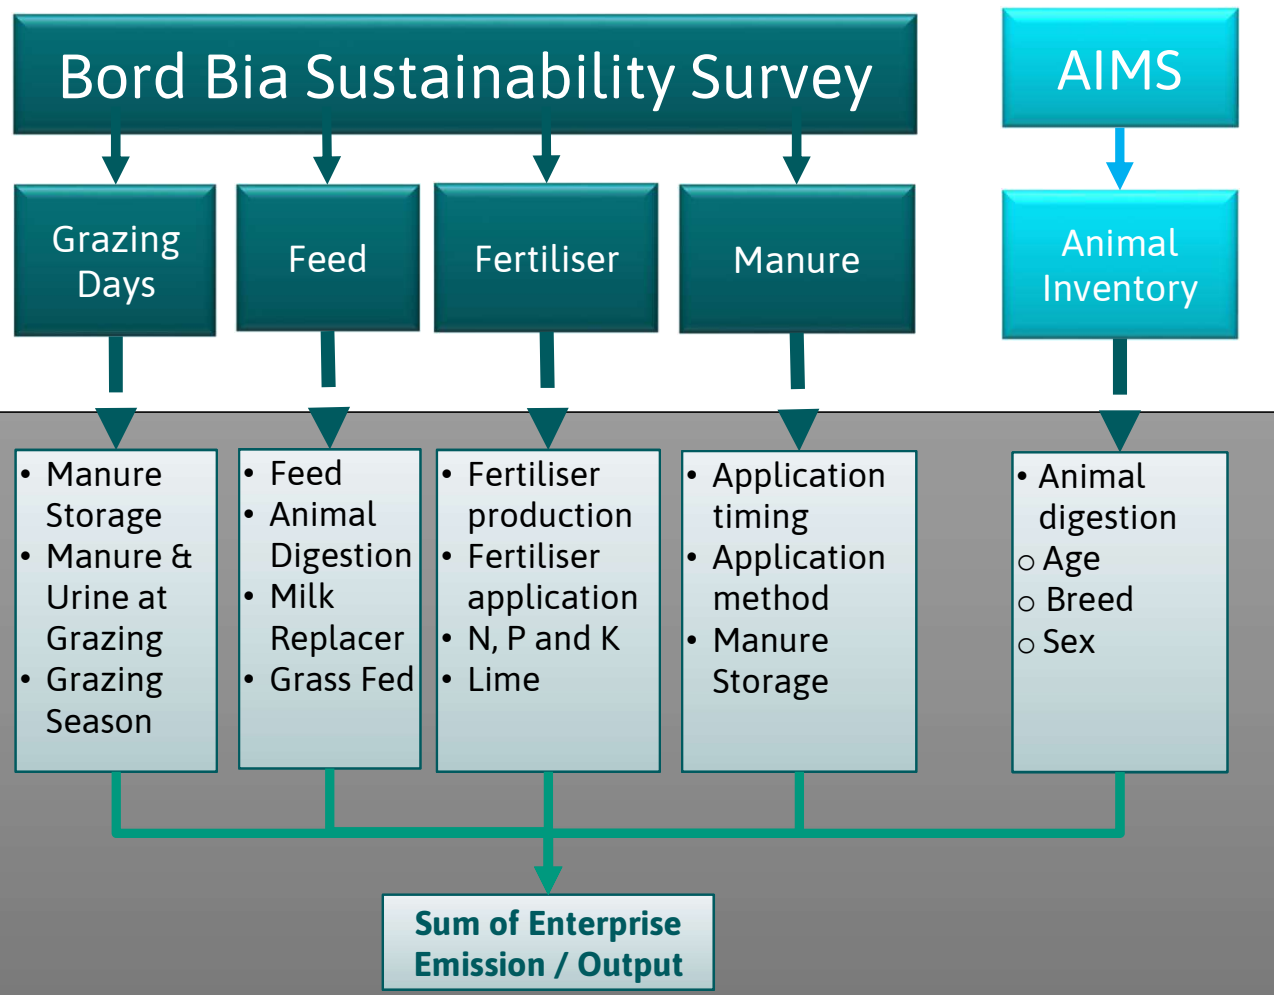 Bord Bia Sustainability Survey
AIMS
Grazing
Days
Feed
Fertiliser
Manure
Animal
Inventory
• Manure
Storage
• Manure &
Urine at
Grazing
• Grazing
Season
• Feed
• Animal
Digestion
• Milk
Replacer
• Grass Fed
• Fertiliser
production
• Fertiliser
application
• N, P and K
• Lime
• Application
timing
• Application
method
• Manure
Storage
• Animal
digestion
o Age
o Breed
o Sex
Sum of Enterprise
Emission / Output